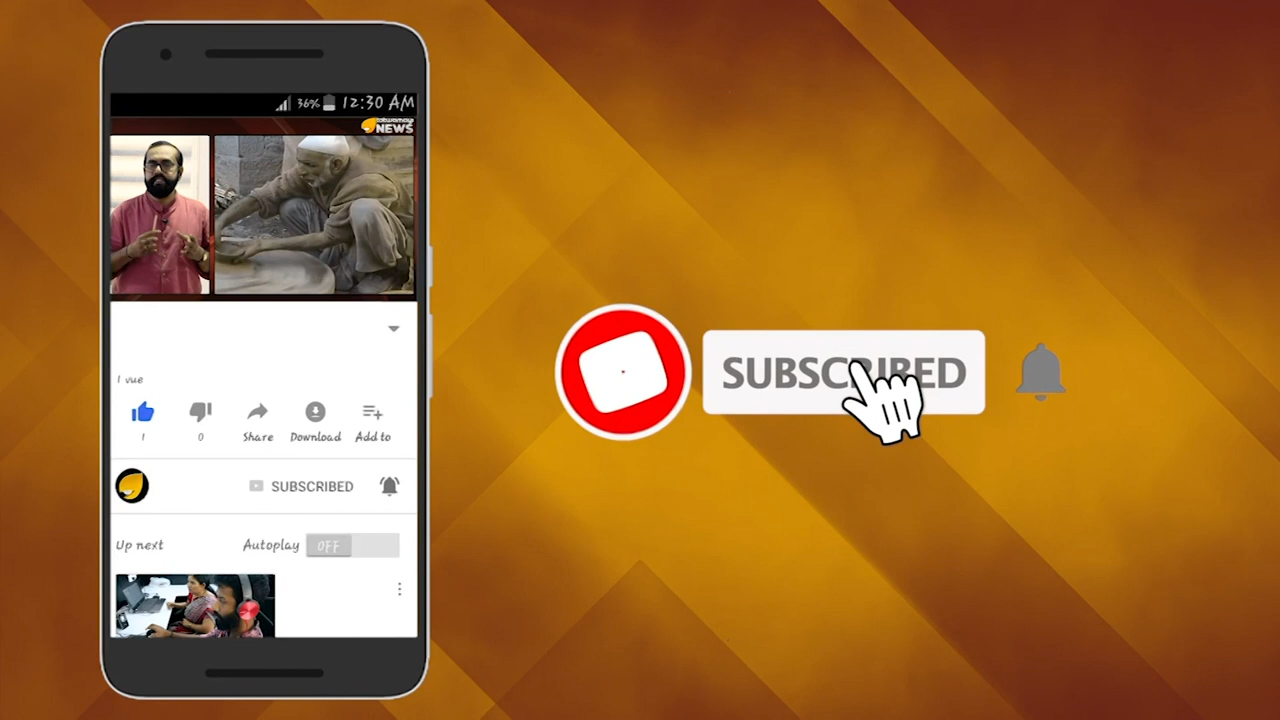 36% 12:30 AM
tatwamayi
NEWS
1 vue
1
0
Share
Download
Add to
SUBSCRIBED
Up next
Autoplay
OFF
SUBSCRIBED